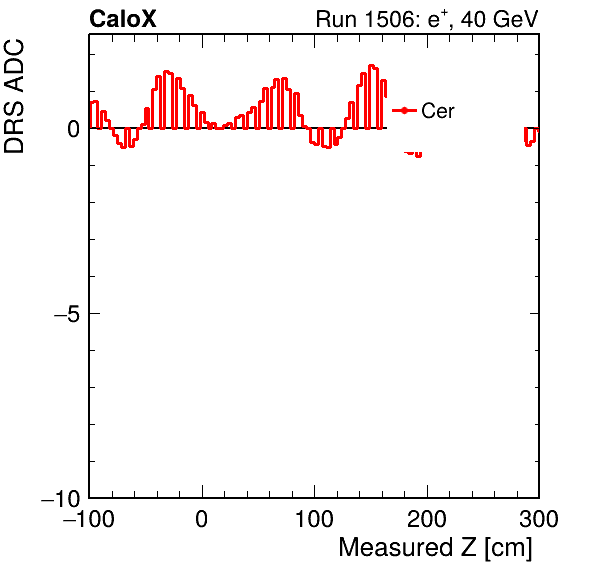 CaloX Run 1506: e⁺, 40 GeV
DRS ADC
Cer
0
−5
−10
−100 0 100 200 300
Measured Z [cm]